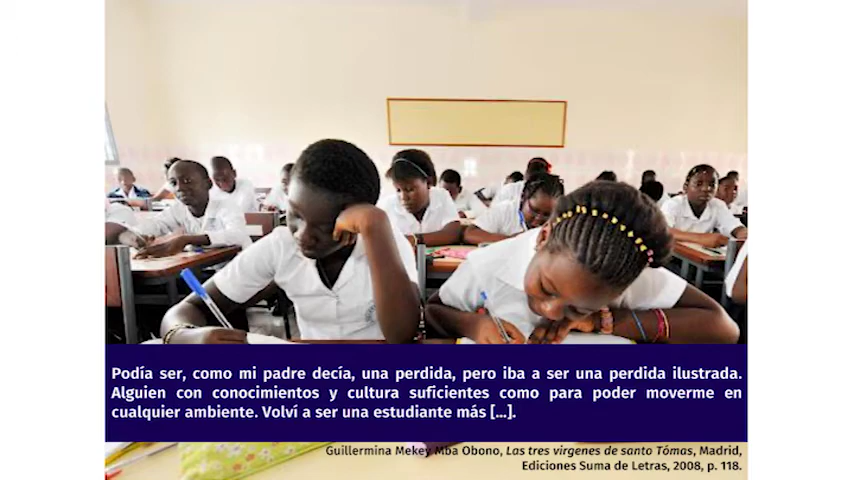 Podía ser, como mi padre decía, una perdida, pero iba a ser una perdida ilustrada.
Alguien con conocimientos y cultura suficientes como para poder moverme en
cualquier ambiente. Volví a ser una estudiante más [...].
Guillermina Mekey Mba Obono, Las tres virgenes de santo Tómas, Madrid,
Ediciones Suma de Letras, 2008, p. 118.